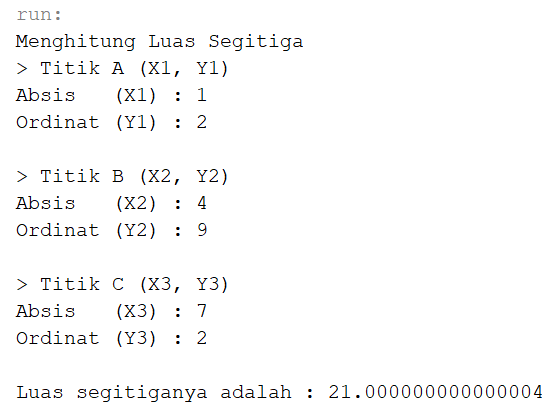 run:
Menghitung Luas Segitiga
> Titik A (X1, Y1)
Absis   (X1) : 1
Ordinat (Y1) : 2

> Titik B (X2, Y2)
Absis   (X2) : 4
Ordinat (Y2) : 9

> Titik C (X3, Y3)
Absis   (X3) : 7
Ordinat (Y3) : 2

Luas segitiganya adalah : 21.000000000000004